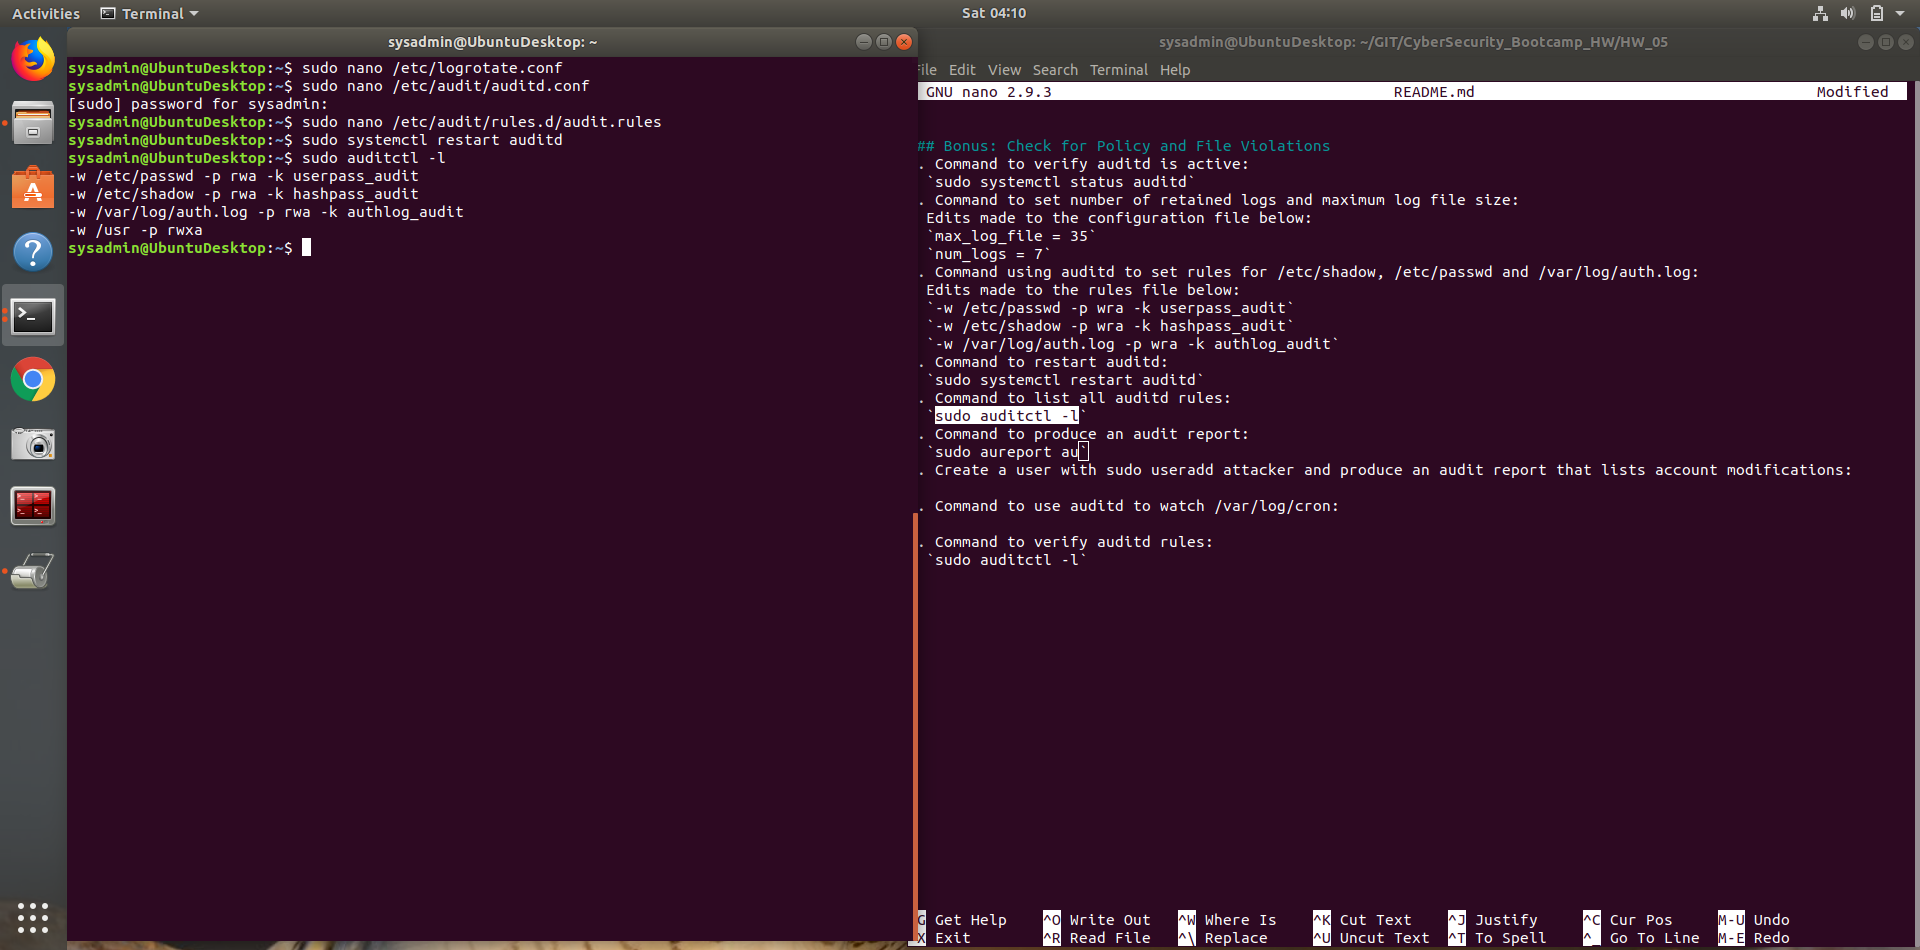 Activities
Terminal
Sat 04:10
sysadmin@UbuntuDesktop: ~
sysadmin@UbuntuDesktop:~$ sudo nano /etc/logrotate.conf
sysadmin@UbuntuDesktop:~$ sudo nano /etc/audit/auditd.conf
[sudo] password for sysadmin:
sysadmin@UbuntuDesktop:~$ sudo nano /etc/audit/rules.d/audit.rules
sysadmin@UbuntuDesktop:~$ sudo systemctl restart auditd
sysadmin@UbuntuDesktop:~$ sudo auditctl -l
-w /etc/passwd -p rwa -k userpass_audit
-w /etc/shadow -p rwa -k hashpass_audit
-w /var/log/auth.log -p rwa -k authlog_audit
-w /usr -p rwxa
sysadmin@UbuntuDesktop:~$
sysadmin@UbuntuDesktop: ~/GIT/CyberSecurity_Bootcamp_HW/HW_05
ile Edit View Search Terminal Help
GNU nano 2.9.3 README.md Modified
## Bonus: Check for Policy and File Violations
. Command to verify auditd is active:
`sudo systemctl status auditd`
. Command to set number of retained logs and maximum log file size:
Edits made to the configuration file below:
`max_log_file = 35`
`num_logs = 7`
. Command using auditd to set rules for /etc/shadow, /etc/passwd and /var/log/auth.log:
Edits made to the rules file below:
`-w /etc/passwd -p wra -k userpass_audit`
`-w /etc/shadow -p wra -k hashpass_audit`
`-w /var/log/auth.log -p wra -k authlog_audit`
. Command to restart auditd:
`sudo systemctl restart auditd`
. Command to list all auditd rules:
`sudo auditctl -l`
. Command to produce an audit report:
`sudo aureport au`
. Create a user with sudo useradd attacker and produce an audit report that lists account modifications:
. Command to use auditd to watch /var/log/cron:
. Command to verify auditd rules:
`sudo auditctl -l`
G Get Help ^O Write Out ^W Where Is ^K Cut Text ^J Justify ^C Cur Pos M-U Undo
X Exit ^R Read File ^\ Replace ^U Uncut Text ^T To Spell ^_ Go To Line M-E Redo